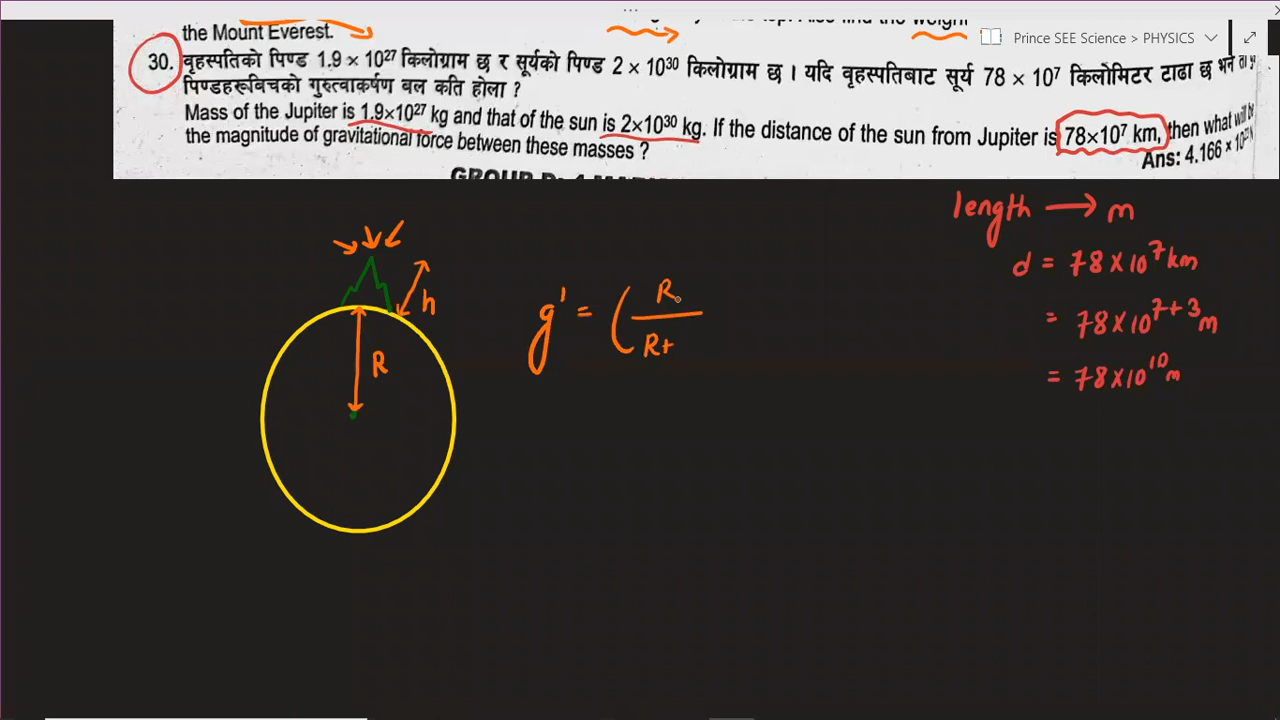 the Mount Everest.
Prince SEE Science > PHYSICS
30. वृहस्पतिको पिण्ड 1.9 × 10²⁷ किलोग्राम छ र सूर्यको पिण्ड 2 × 10³⁰ किलोग्राम छ । यदि वृहस्पतिबाट सूर्य 78 × 10⁷ किलोमिटर टाढा छ भने
पिण्डहरूबिचको गुरुत्वाकर्षण बल कति होला ?
Mass of the Jupiter is 1.9×10²⁷ kg and that of the sun is 2×10³⁰ kg. If the distance of the sun from Jupiter is 78×10⁷ km, then what will be
the magnitude of gravitational force between these masses ?
Ans: 4.166 × 10
length → m
d = 78×10⁷ km
= 78×10⁷⁺³ m
= 78×10¹⁰ m
h
R
g' = ( R / R+